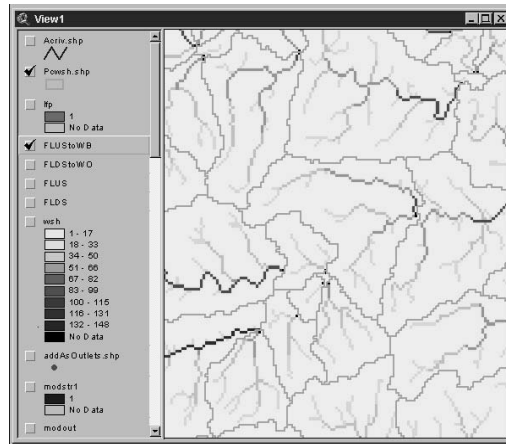 View1
Acriv.shp
Pcwsh.shp
lfp
1
No Data
FLUStoWB
FLDStoWO
FLUS
FLDS
wsh
1 - 17
18 - 33
34 - 50
51 - 66
67 - 82
83 - 99
100 - 115
116 - 131
132 - 148
No Data
addAsOutlets.shp
modstr1
1
No Data
modout